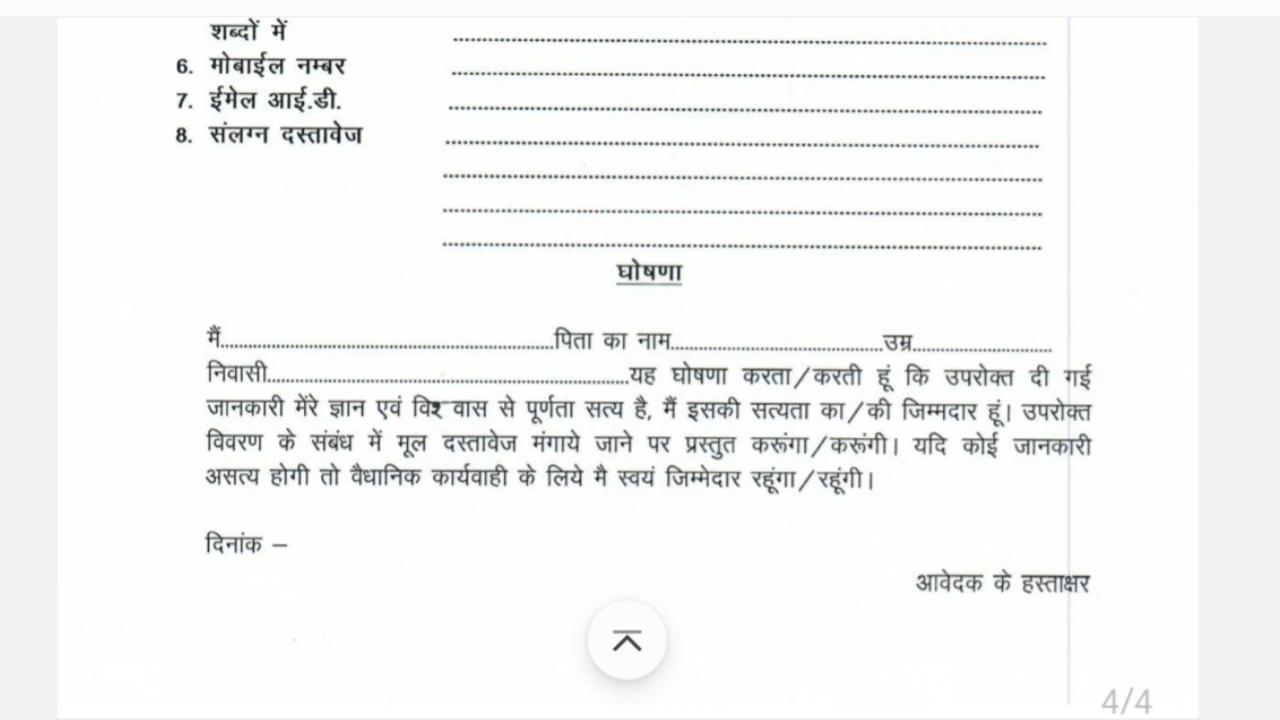 शब्दों में ........................................
6. मोबाईल नम्बर ........................................
7. ईमेल आई.डी. ........................................
8. संलग्न दस्तावेज ........................................
........................................
........................................
........................................
घोषणा
मैं........................................पिता का नाम..............................उम्र....................
निवासी........................................यह घोषणा करता/करती हूं कि उपरोक्त दी गई
जानकारी मेंरे ज्ञान एवं विश्वास से पूर्णता सत्य है, मैं इसकी सत्यता का/की जिम्मदार हूं। उपरोक्त
विवरण के संबंध में मूल दस्तावेज मंगाये जाने पर प्रस्तुत करूंगा/करूंगी। यदि कोई जानकारी
असत्य होगी तो वैधानिक कार्यवाही के लिये मै स्वयं जिम्मेदार रहूंगा/रहूंगी।
दिनांक –
आवेदक के हस्ताक्षर
4/4